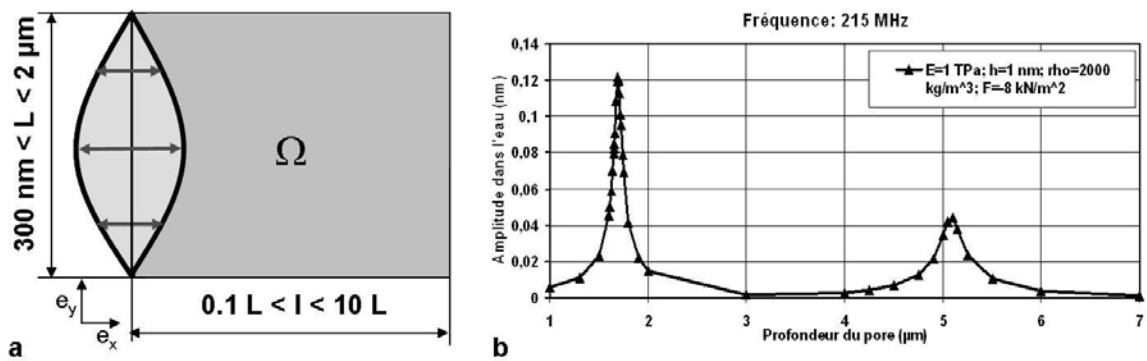 300 nm < L < 2 µm
Ω
e_y
e_x
0.1 L < l < 10 L
a
Fréquence: 215 MHz
Amplitude dans l'eau (nm)
0,14
0,12
0,1
0,08
0,06
0,04
0,02
0
E=1 TPa; h=1 nm; rho=2000
kg/m^3; F=-8 kN/m^2
1 2 3 4 5 6 7
Profondeur du pore (µm)
b